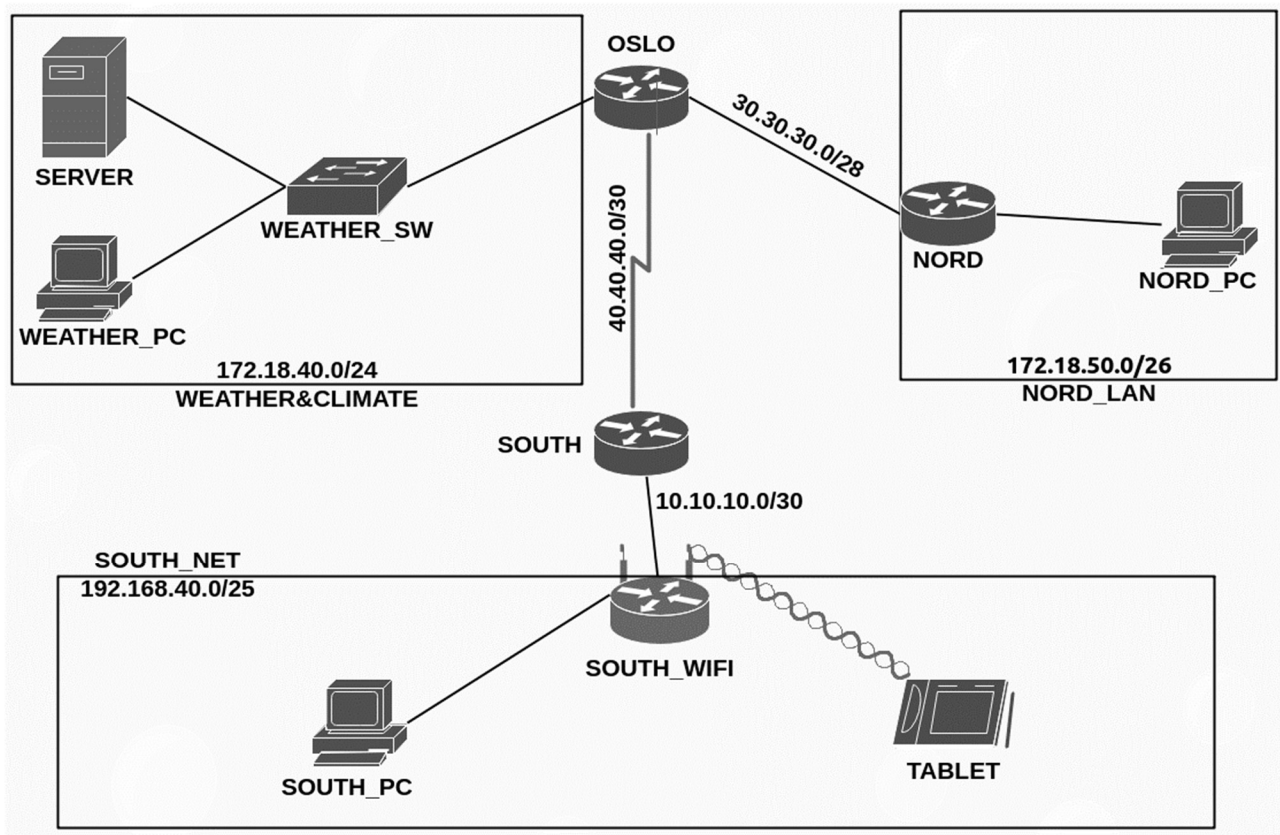 OSLO
30.30.30.0/28
SERVER
WEATHER_SW
WEATHER_PC
172.18.40.0/24
WEATHER&CLIMATE
40.40.40.0/30
NORD
NORD_PC
172.18.50.0/26
NORD_LAN
SOUTH
10.10.10.0/30
SOUTH_NET
192.168.40.0/25
SOUTH_WIFI
SOUTH_PC
TABLET